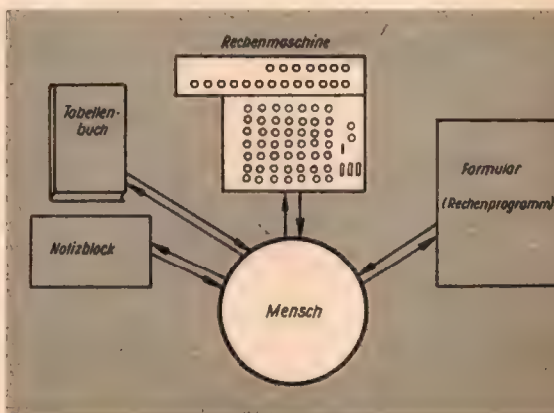 Rechenmaschine
Tabellen-
buch
Notizblock
Formular
(Rechenprogramm)
Mensch